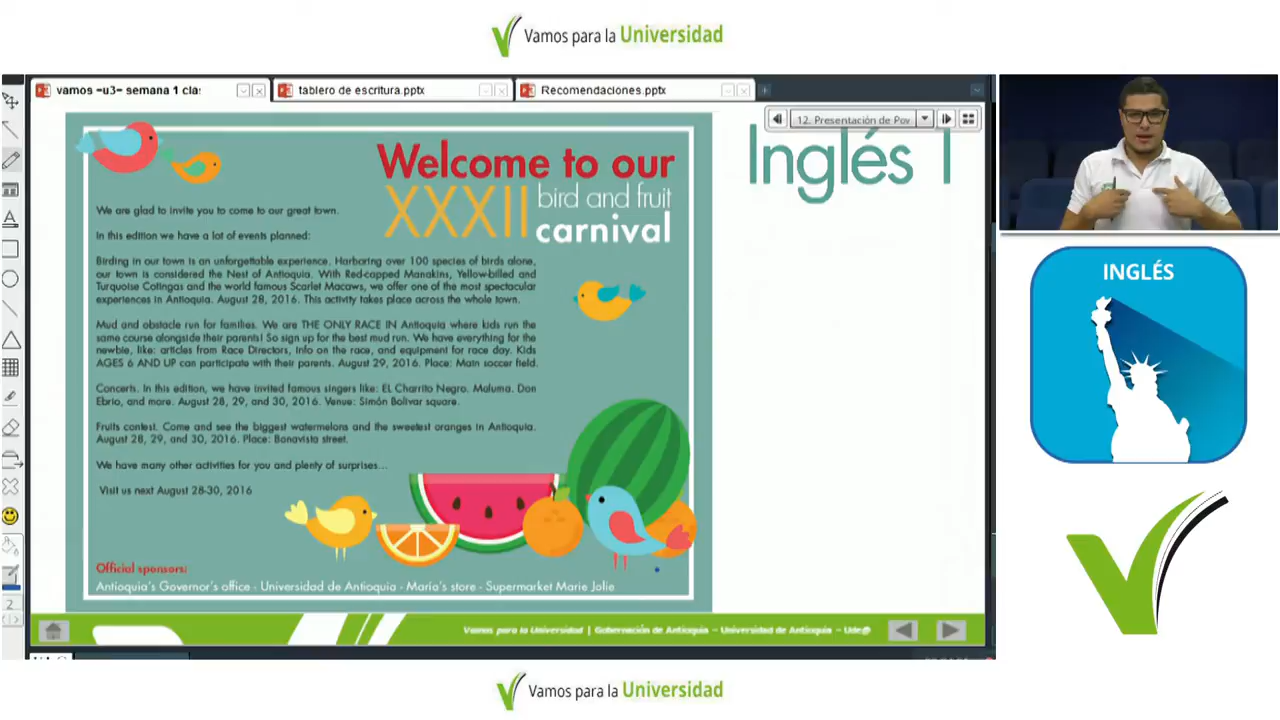 Vamos para la Universidad
vamos =u3= semana 1 clas
tablero de escritura.pptx
Recomendaciones.pptx
12. Presentación de Pow
Inglés 1
Welcome to our
XXXII bird and fruit
carnival
We are glad to invite you to come to our great town.
In this edition we have a lot of events planned:
Birding in our town is an unforgettable experience. Harboring over 100 species of birds alone,
our town is considered the Nest of Antioquia. With Red-capped Manakins, Yellow-billed and
Turquoise Cotingas and the world famous Scarlet Macaws, we offer one of the most spectacular
experiences in Antioquia. August 28, 2016. This activity takes place across the whole town.
Mud and obstacle run for families. We are THE ONLY RACE IN Antioquia where kids run the
same course alongside their parents! So sign up for the best mud run. We have everything for the
newbie, like: articles from Race Directors, info on the race, and equipment for race day. Kids
AGES 6 AND UP can participate with their parents. August 29, 2016. Place: Main soccer field.
Concerts. In this edition, we have invited famous singers like: EL Charrito Negro, Maluma, Don
Ebrio, and more. August 28, 29, and 30, 2016. Venue: Simón Bolívar square.
Fruits contest. Come and see the biggest watermelons and the sweetest oranges in Antioquia.
August 28, 29, and 30, 2016. Place: Bonavista street.
We have many other activities for you and plenty of surprises...
Visit us next August 28-30, 2016
Official sponsors:
Antioquia's Governor's office - Universidad de Antioquia - María's store - Supermarket Marie Jolie
INGLÉS
2
Vamos para la Universidad | Gobernación de Antioquia – Universidad de Antioquia – Ude@
Vamos para la Universidad